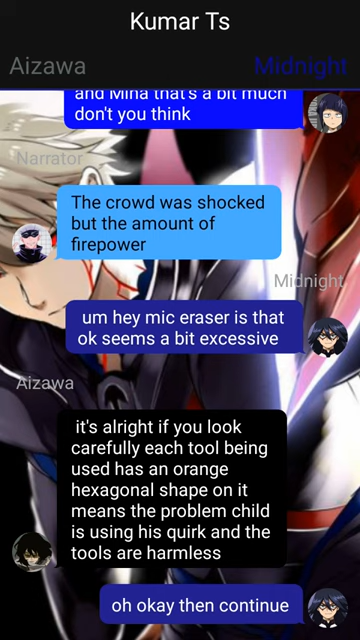 Kumar Ts
Aizawa
Midnight
and Mina that's a bit much
don't you think
Narrator
The crowd was shocked
but the amount of
firepower
Midnight
um hey mic eraser is that
ok seems a bit excessive
Aizawa
it's alright if you look
carefully each tool being
used has an orange
hexagonal shape on it
means the problem child
is using his quirk and the
tools are harmless
oh okay then continue